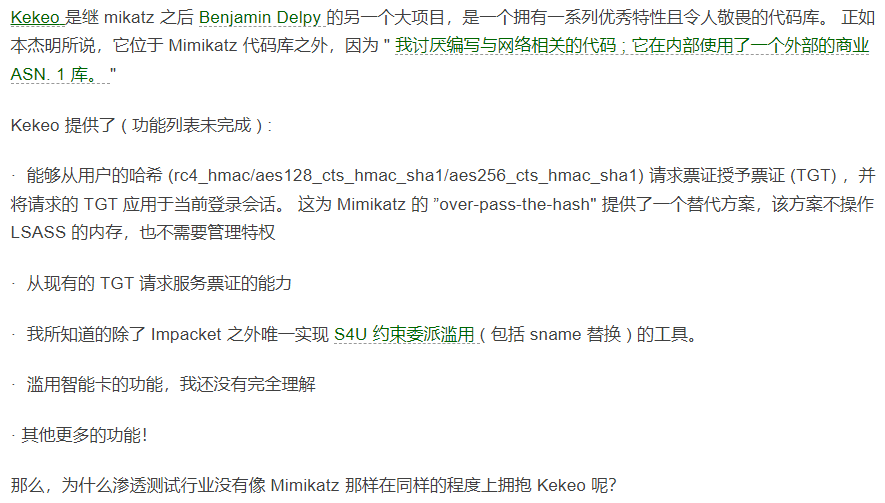 Kekeo 是继 mikatz 之后 Benjamin Delpy 的另一个大项目，是一个拥有一系列优秀特性且令人敬畏的代码库。 正如
本杰明所说，它位于 Mimikatz 代码库之外，因为 " 我讨厌编写与网络相关的代码 ; 它在内部使用了一个外部的商业
ASN. 1 库。 "
Kekeo 提供了 ( 功能列表未完成 ) :
· 能够从用户的哈希 (rc4_hmac/aes128_cts_hmac_sha1/aes256_cts_hmac_sha1) 请求票证授予票证 (TGT) ，并
将请求的 TGT 应用于当前登录会话。 这为 Mimikatz 的 ”over-pass-the-hash" 提供了一个替代方案，该方案不操作
LSASS 的内存，也不需要管理特权
· 从现有的 TGT 请求服务票证的能力
· 我所知道的除了 Impacket 之外唯一实现 S4U 约束委派滥用 ( 包括 sname 替换 ) 的工具。
· 滥用智能卡的功能，我还没有完全理解
· 其他更多的功能！
那么，为什么渗透测试行业没有像 Mimikatz 那样在同样的程度上拥抱 Kekeo 呢？